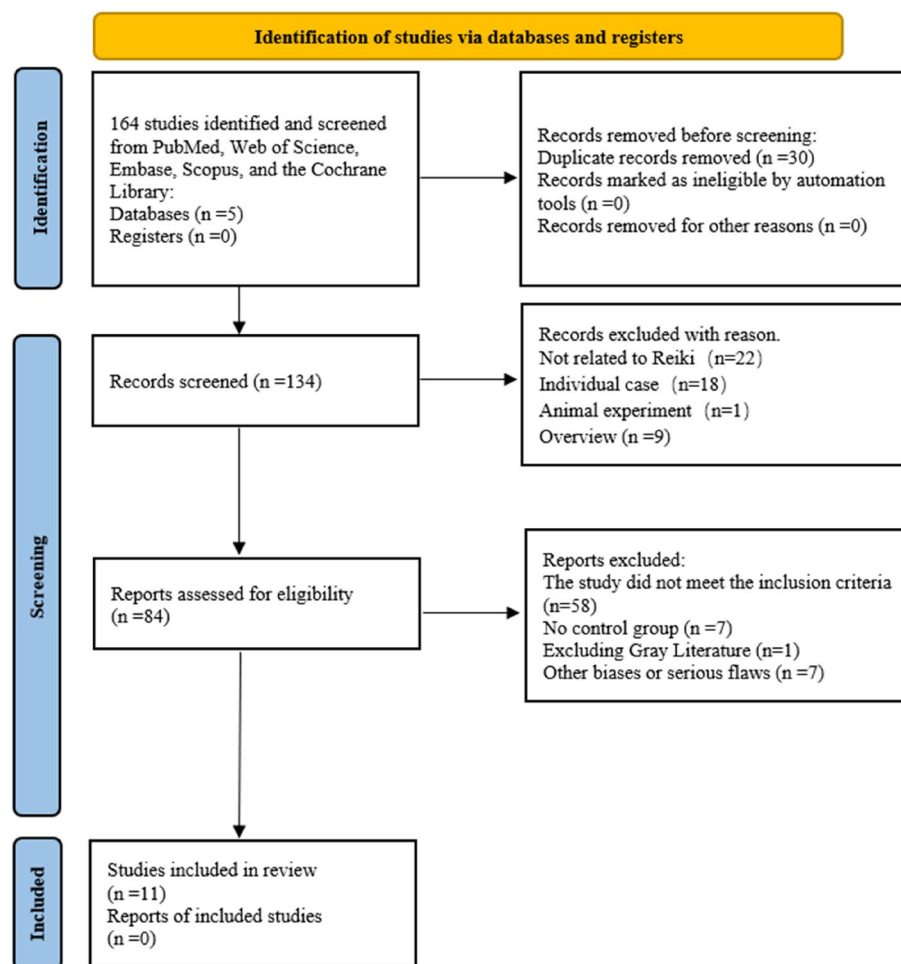 Identification of studies via databases and registers
Identification
164 studies identified and screened
from PubMed, Web of Science,
Embase, Scopus, and the Cochrane
Library:
Databases (n =5)
Registers (n =0)
Records removed before screening:
Duplicate records removed (n =30)
Records marked as ineligible by automation
tools (n =0)
Records removed for other reasons (n =0)
Screening
Records screened (n =134)
Records excluded with reason.
Not related to Reiki (n=22)
Individual case (n=18)
Animal experiment (n=1)
Overview (n =9)
Reports assessed for eligibility
(n =84)
Reports excluded:
The study did not meet the inclusion criteria
(n=58)
No control group (n =7)
Excluding Gray Literature (n=1)
Other biases or serious flaws (n =7)
Included
Studies included in review
(n =11)
Reports of included studies
(n =0)